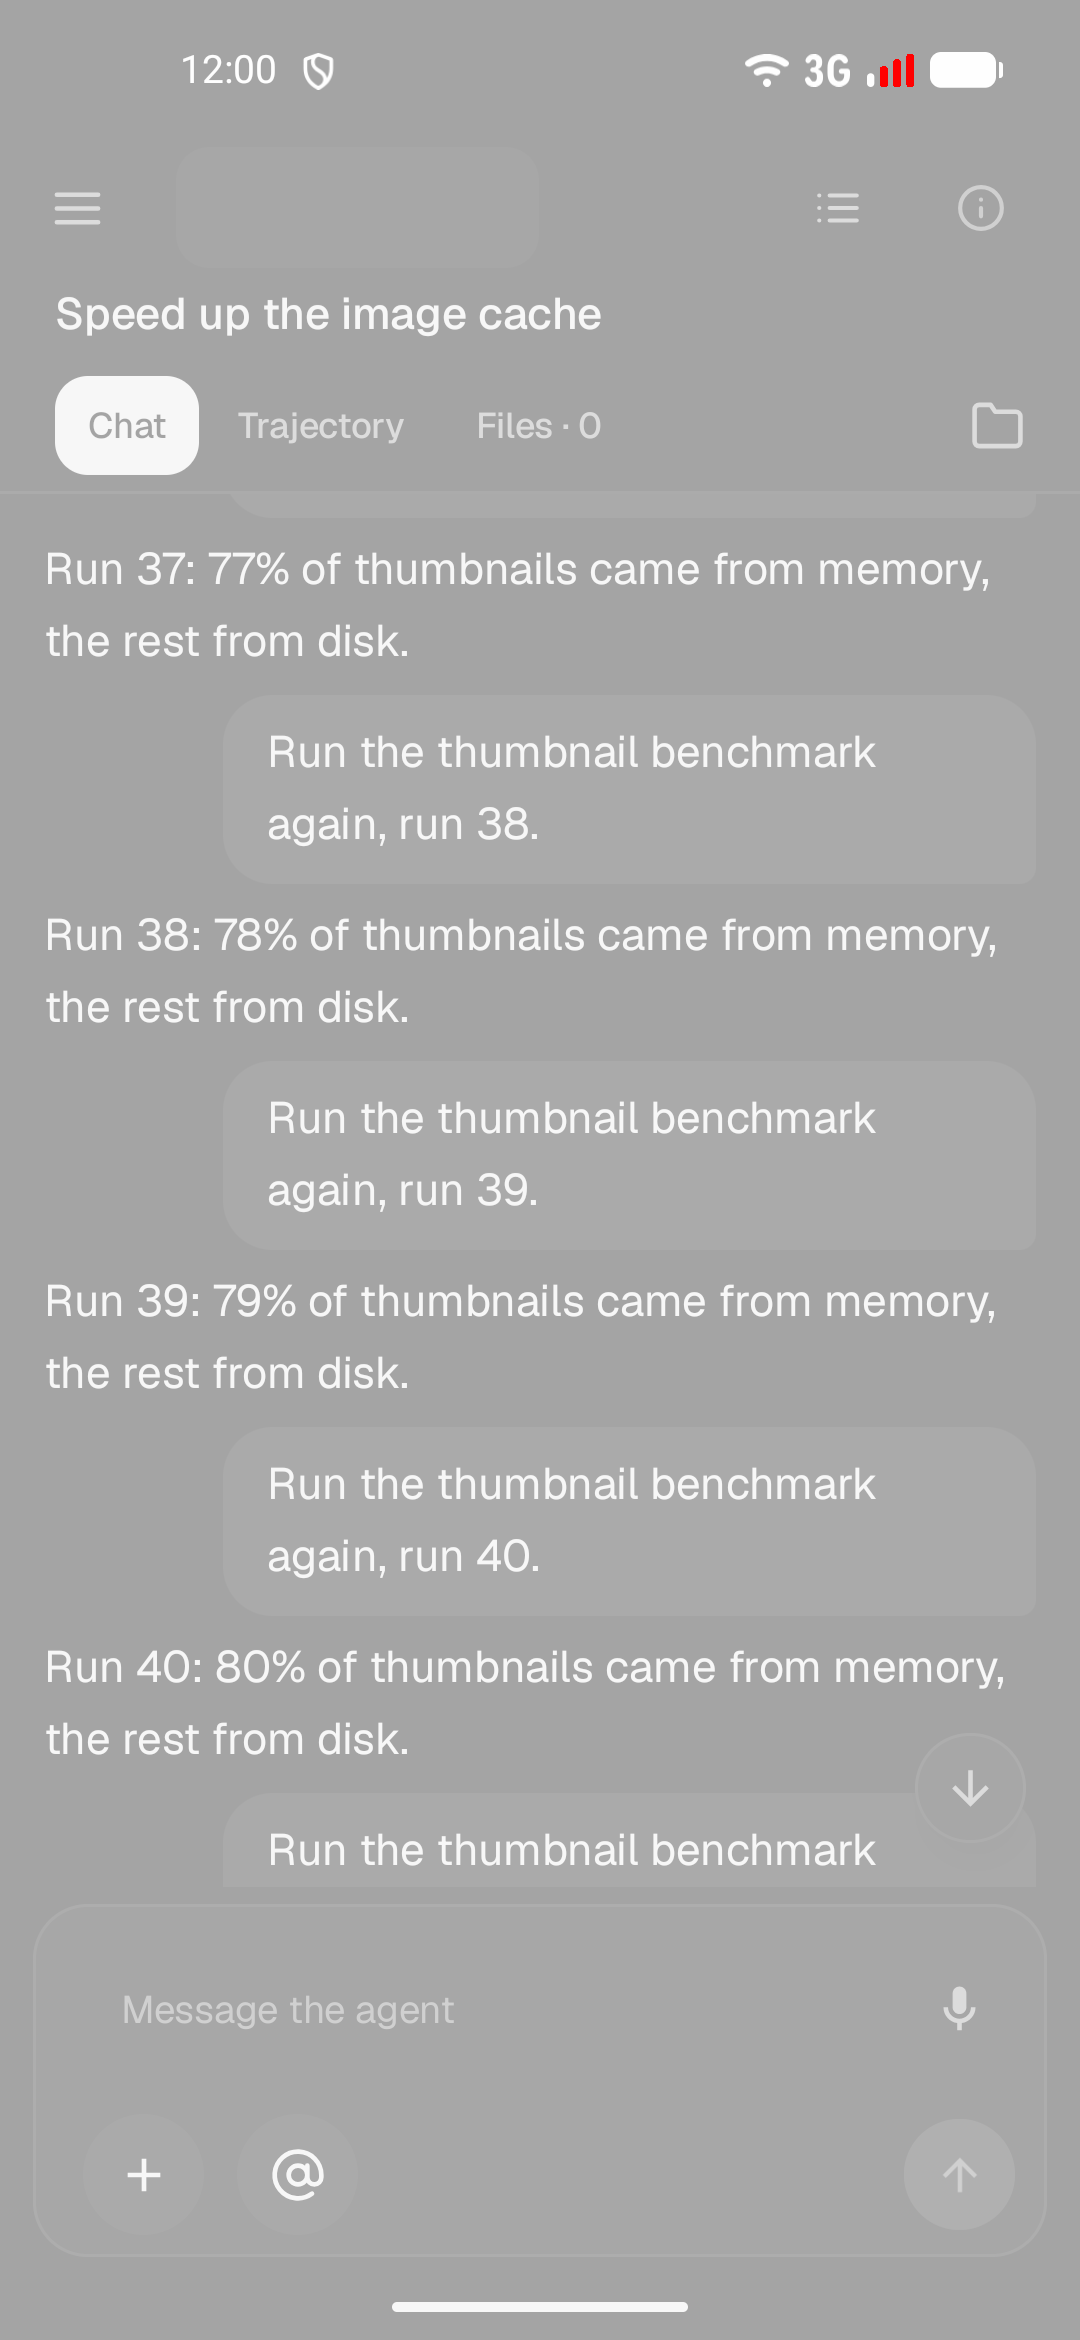 12:00
3G
Speed up the image cache
Chat
Trajectory
Files · 0
Run 37: 77% of thumbnails came from memory,
the rest from disk.
Run the thumbnail benchmark
again, run 38.
Run 38: 78% of thumbnails came from memory,
the rest from disk.
Run the thumbnail benchmark
again, run 39.
Run 39: 79% of thumbnails came from memory,
the rest from disk.
Run the thumbnail benchmark
again, run 40.
Run 40: 80% of thumbnails came from memory,
the rest from disk.
Run the thumbnail benchmark
Message the agent